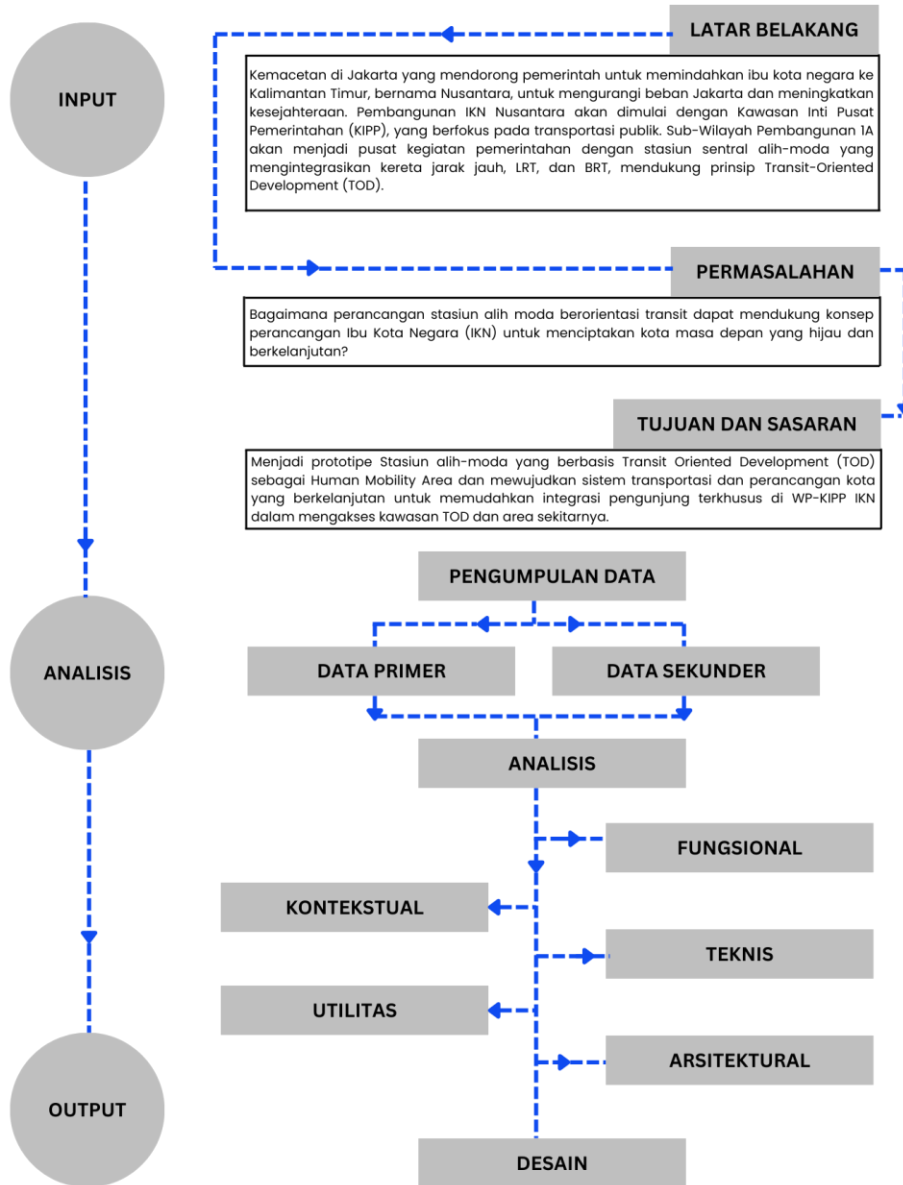 INPUT
LATAR BELAKANG
Kemacetan di Jakarta yang mendorong pemerintah untuk memindahkan ibu kota negara ke
Kalimantan Timur, bernama Nusantara, untuk mengurangi beban Jakarta dan meningkatkan
kesejahteraan. Pembangunan IKN Nusantara akan dimulai dengan Kawasan Inti Pusat
Pemerintahan (KIPP), yang berfokus pada transportasi publik. Sub-Wilayah Pembangunan 1A
akan menjadi pusat kegiatan pemerintahan dengan stasiun sentral alih-moda yang
mengintegrasikan kereta jarak jauh, LRT, dan BRT, mendukung prinsip Transit-Oriented
Development (TOD).
PERMASALAHAN
Bagaimana perancangan stasiun alih moda berorientasi transit dapat mendukung konsep
perancangan Ibu Kota Negara (IKN) untuk menciptakan kota masa depan yang hijau dan
berkelanjutan?
TUJUAN DAN SASARAN
Menjadi prototipe Stasiun alih-moda yang berbasis Transit Oriented Development (TOD)
sebagai Human Mobility Area dan mewujudkan sistem transportasi dan perancangan kota
yang berkelanjutan untuk memudahkan integrasi pengunjung terkhusus di WP-KIPP IKN
dalam mengakses kawasan TOD dan area sekitarnya.
PENGUMPULAN DATA
ANALISIS
DATA PRIMER
DATA SEKUNDER
ANALISIS
FUNGSIONAL
KONTEKSTUAL
TEKNIS
UTILITAS
ARSITEKTURAL
OUTPUT
DESAIN